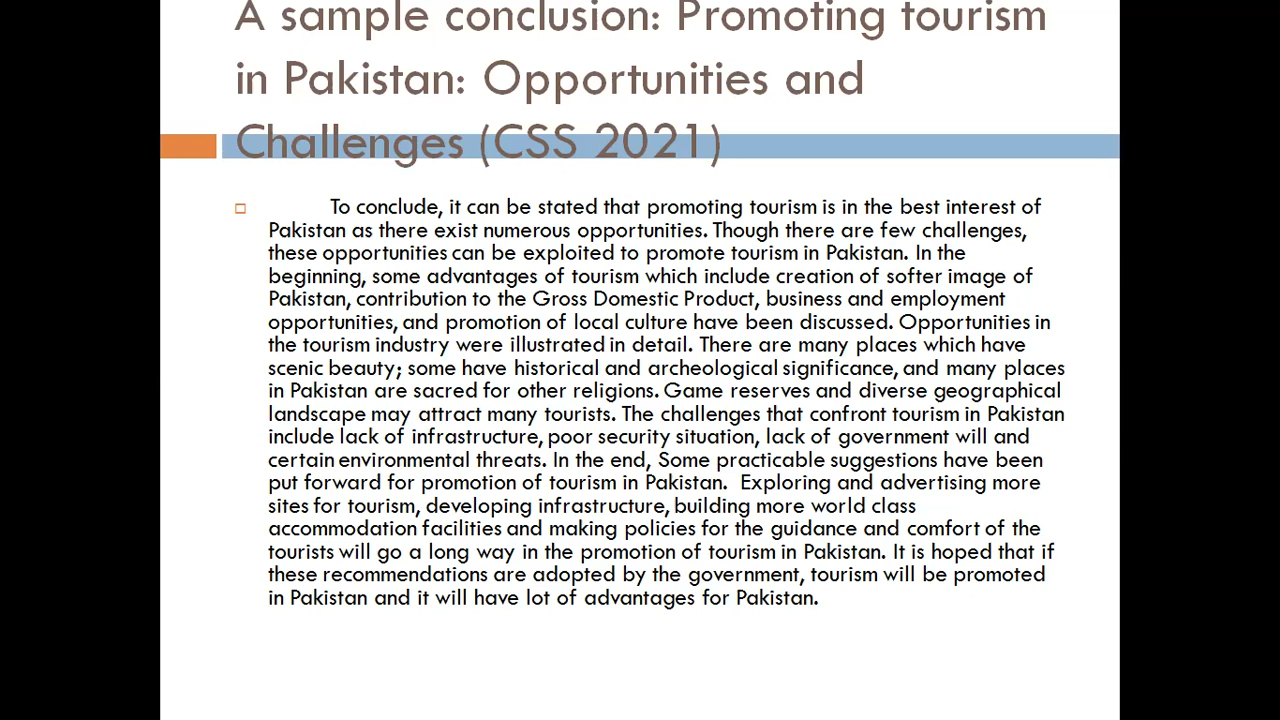 A sample conclusion: Promoting tourism
in Pakistan: Opportunities and
Challenges (CSS 2021)
To conclude, it can be stated that promoting tourism is in the best interest of
Pakistan as there exist numerous opportunities. Though there are few challenges,
these opportunities can be exploited to promote tourism in Pakistan. In the
beginning, some advantages of tourism which include creation of softer image of
Pakistan, contribution to the Gross Domestic Product, business and employment
opportunities, and promotion of local culture have been discussed. Opportunities in
the tourism industry were illustrated in detail. There are many places which have
scenic beauty; some have historical and archeological significance, and many places
in Pakistan are sacred for other religions. Game reserves and diverse geographical
landscape may attract many tourists. The challenges that confront tourism in Pakistan
include lack of infrastructure, poor security situation, lack of government will and
certain environmental threats. In the end, Some practicable suggestions have been
put forward for promotion of tourism in Pakistan.  Exploring and advertising more
sites for tourism, developing infrastructure, building more world class
accommodation facilities and making policies for the guidance and comfort of the
tourists will go a long way in the promotion of tourism in Pakistan. It is hoped that if
these recommendations are adopted by the government, tourism will be promoted
in Pakistan and it will have lot of advantages for Pakistan.